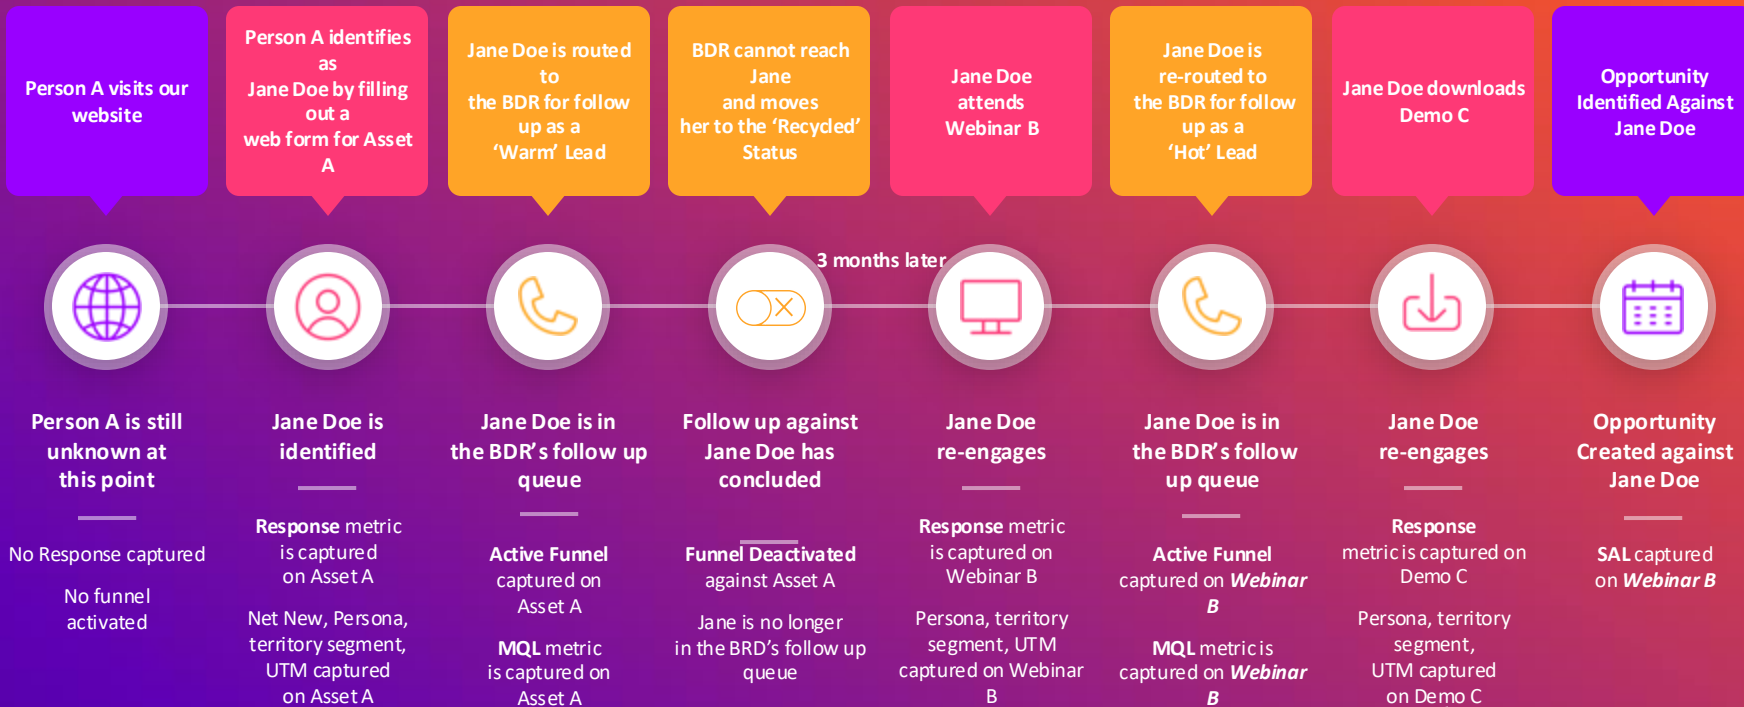 Person A visits our
website
Person A identifies
as
Jane Doe by filling
out a
web form for Asset
A
Jane Doe is routed
to
the BDR for follow
up as a
‘Warm’ Lead
BDR cannot reach
Jane
and moves
her to the ‘Recycled’
Status
Jane Doe
attends
Webinar B
Jane Doe is
re-routed to
the BDR for follow
up as a
‘Hot’ Lead
Jane Doe downloads
Demo C
Opportunity
Identified Against
Jane Doe
3 months later
Person A is still
unknown at
this point
No Response captured
No funnel
activated
Jane Doe is
identified
Response metric
is captured
on Asset A
Net New, Persona,
territory segment,
UTM captured
on Asset A
Jane Doe is in
the BDR’s follow up
queue
Active Funnel
captured on
Asset A
MQL metric
is captured on
Asset A
Follow up against
Jane Doe has
concluded
Funnel Deactivated
against Asset A
Jane is no longer
in the BRD’s follow up
queue
Jane Doe
re-engages
Response metric
is captured on
Webinar B
Persona, territory
segment, UTM
captured on Webinar
B
Jane Doe is in
the BDR’s follow
up queue
Active Funnel
captured on Webinar
B
MQL metric is
captured on Webinar
B
Jane Doe
re-engages
Response
metric is captured on
Demo C
Persona, territory
segment,
UTM captured
on Demo C
Opportunity
Created against
Jane Doe
SAL captured
on Webinar B